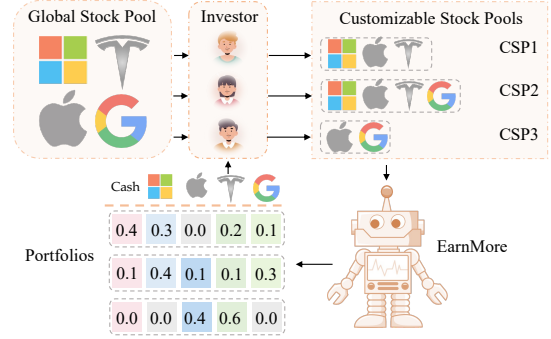 Global Stock Pool
Investor
Customizable Stock Pools
CSP1
CSP2
CSP3
Cash
0.4 0.3 0.0 0.2 0.1
Portfolios
0.1 0.4 0.1 0.1 0.3
0.0 0.0 0.4 0.6 0.0
EarnMore